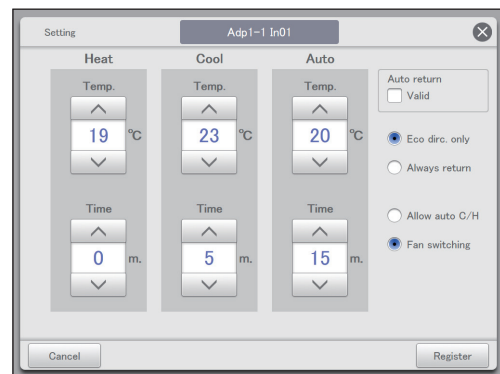 Setting
Adp1-1 In01
Heat Cool Auto
Temp. Temp. Temp.
19 °C 23 °C 20 °C
Time Time Time
0 m. 5 m. 15 m.
Auto return
Valid
Eco dirc. only
Always return
Allow auto C/H
Fan switching
Cancel Register